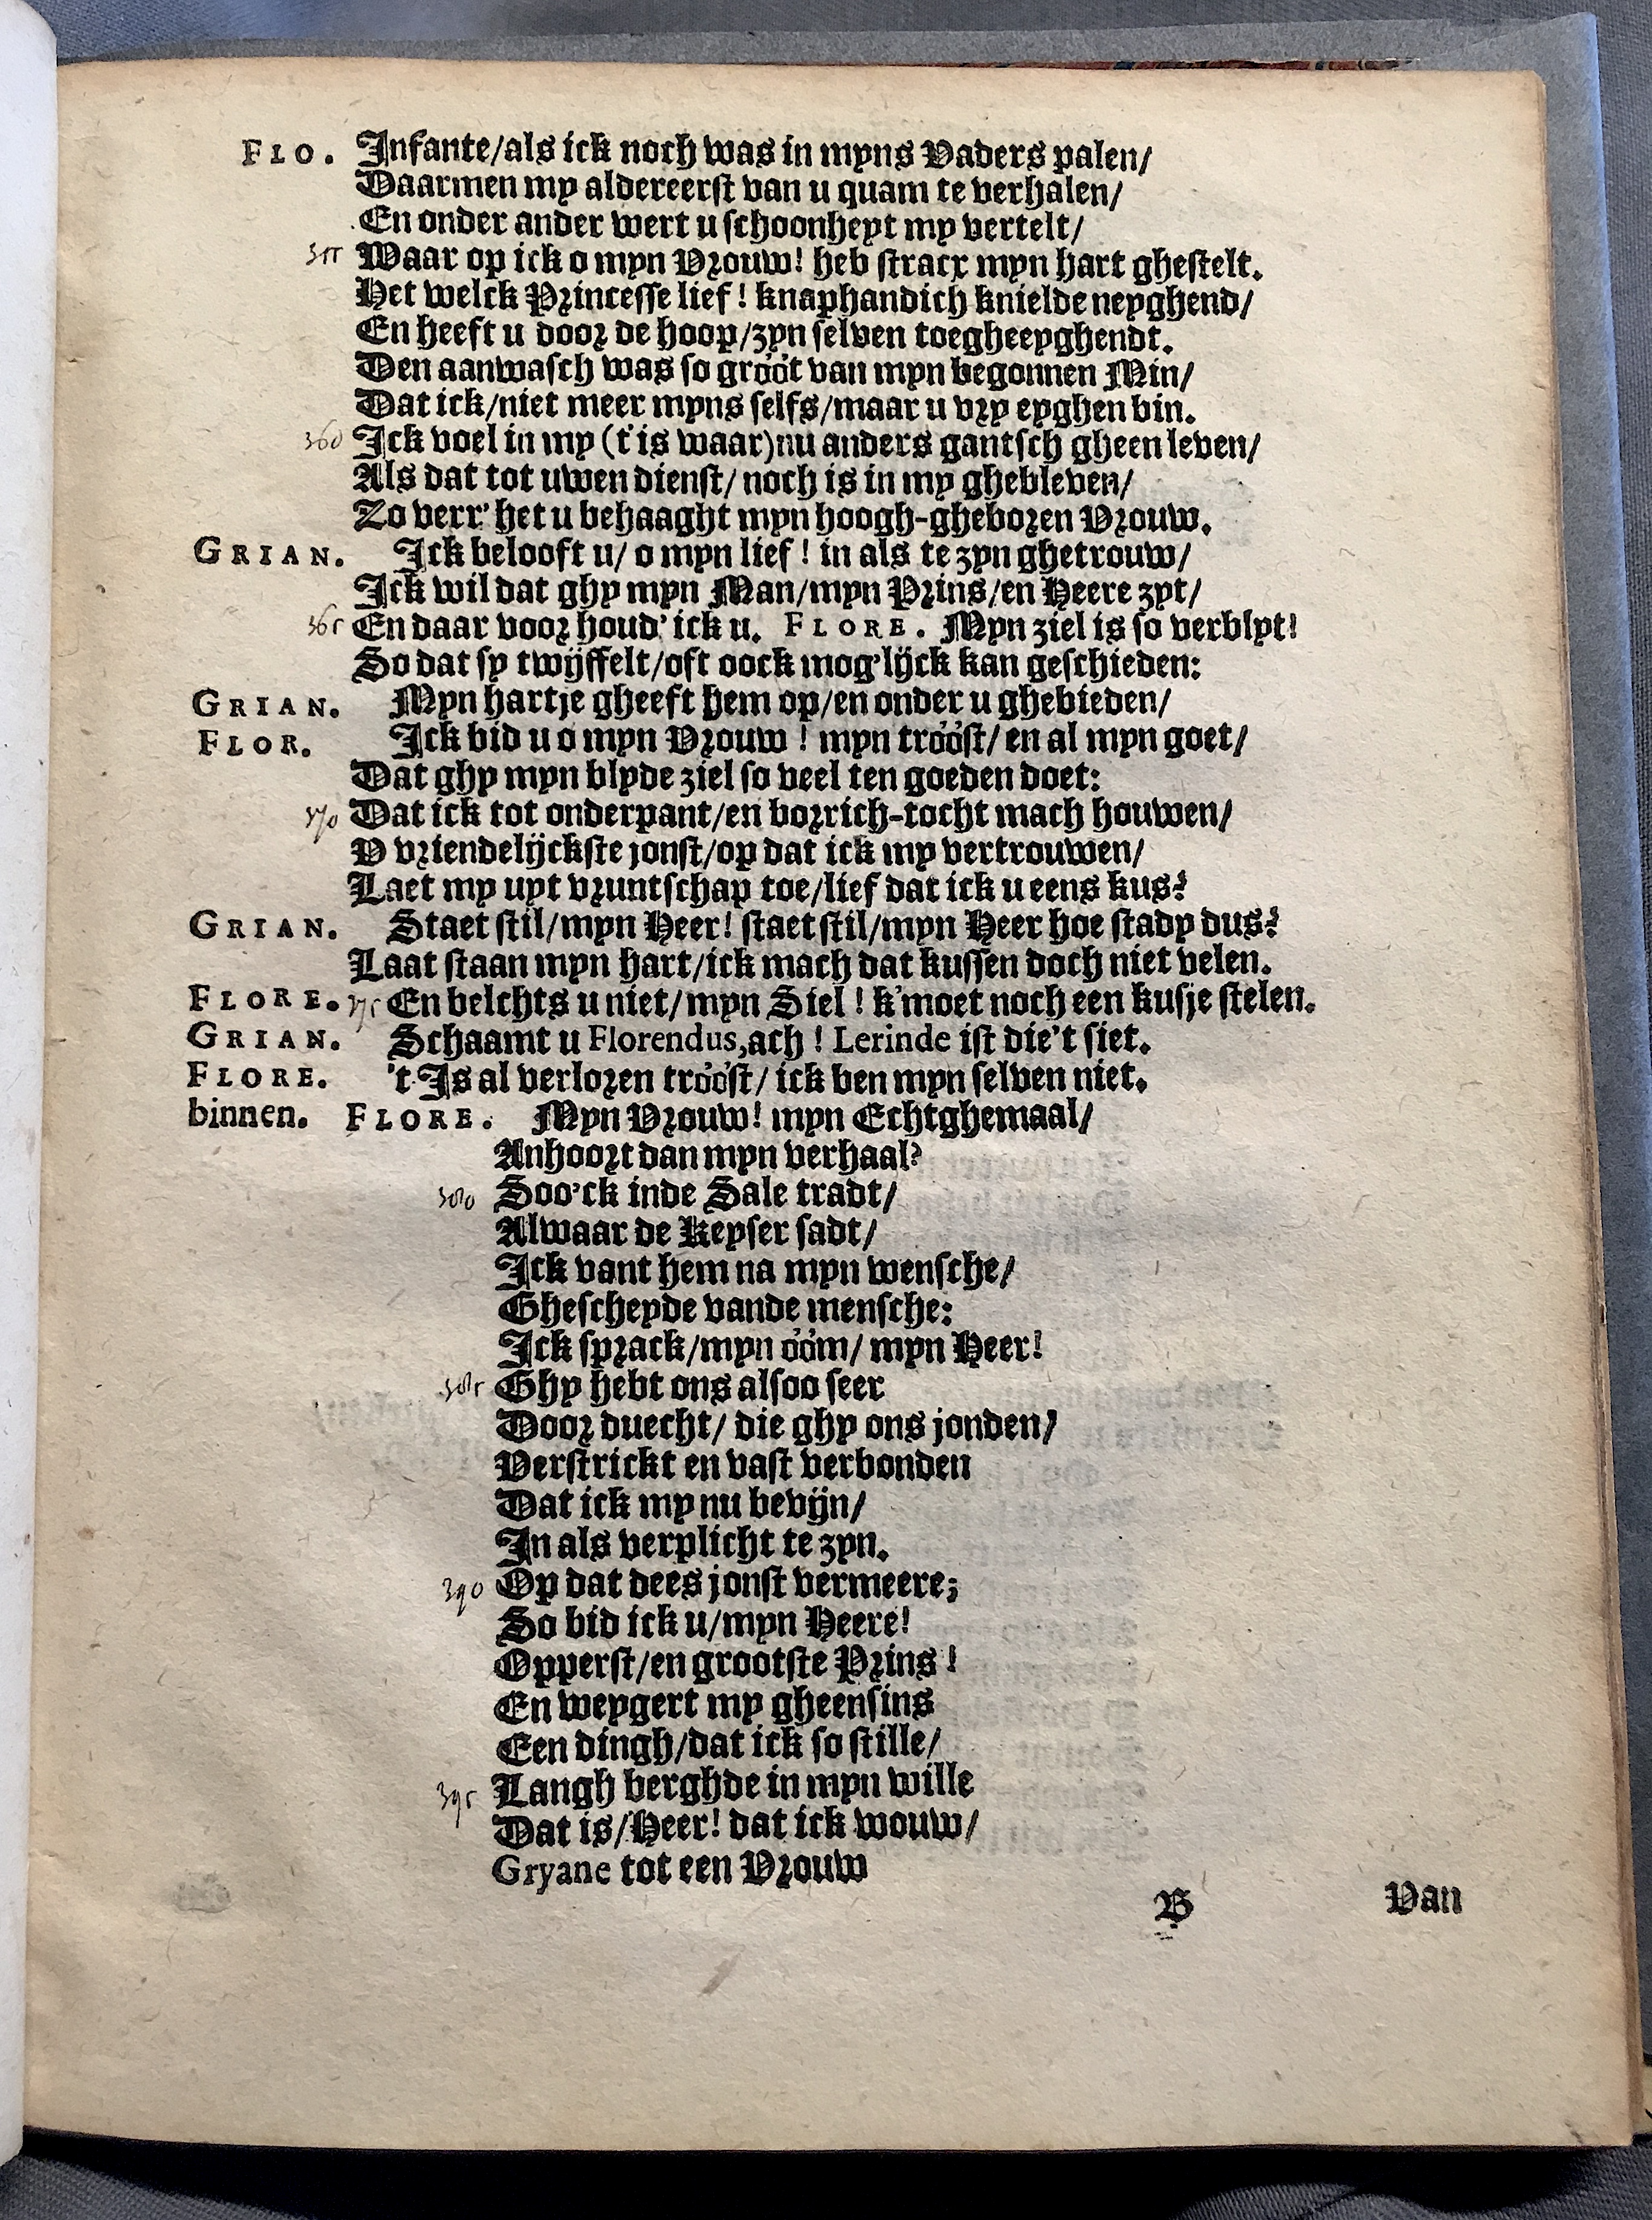 FLO. Infante/als ick noch was in myns Vaders palen/
Daarmen my aldereerst van u quam te verhalen/
En onder ander wert u schoonheyt my vertelt/
355 Waar op ick o myn Vrouw! heb stracx myn hart ghestelt.
Het welck Princesse lief! knaphandich knielde neyghend/
En heeft u door de hoop/zyn selven toegheeyghendt.
Den aanwasch was so gróót van myn begonnen Min/
Dat ick/niet meer myns selfs/maar u vry eyghen bin.
360 Ick voel in my (t'is waar)nu anders gantsch gheen leven/
Als dat tot uwen dienst/ noch is in my ghebleven/
Zo verr' het u behaaght myn hoogh-gheboren Vrouw.
GRIAN. Ick belooft u/ o myn lief! in als te zyn ghetrouw/
Ick wil dat ghy myn Man/myn Prins/en Heere zyt/
365 En daar voor houd' ick u. FLORE. Myn ziel is so verblyt!
So dat sy twijffelt/oft oock mog'lijck kan geschieden:
GRIAN. Myn hartje gheeft hem op/en onder u ghebieden/
FLOR. Ick bid u o myn Vrouw! myn tróóst/ en al myn goet/
Dat ghy myn blyde ziel so veel ten goeden doet:
370 Dat ick tot onderpant/en borrich-tocht mach houwen/
V vriendelijckste jonst/op dat ick my vertrouwen/
Laet my uyt vruntschap toe/lief dat ick u eens kus?
GRIAN. Staet stil/myn Heer! staet stil/myn Heer hoe stady dus?
Laat staan myn hart/ick mach dat kussen doch niet velen.
FLORE. 375 En belchts u niet/myn Siel! k'moet noch een kusje stelen.
GRIAN. Schaamt u Florendus,ach! Lerinde ist die't siet.
FLORE. 't Is al verloren tróóst/ ick ben myn selven niet.
binnen. FLORE. Myn Vrouw! myn Echtghemaal/
Anhoort dan myn verhaal?
380 Soo'ck inde Sale tradt/
Alwaar de Keyser sadt/
Ick vant hem na myn wensche/
Ghescheyde vande mensche:
Ick sprack/myn óóm/ myn Heer!
385 Ghy hebt ons alsoo seer
Door duecht/ die ghy ons jonden/
Verstrickt en vast verbonden
Dat ick my nu bevijn/
In als verplicht te zyn.
390 Op dat dees jonst vermeere;
So bid ick u/myn Heere!
Opperst/en grootste Prins!
En weygert my gheensins
Een dingh/dat ick so stille/
395 Langh berghde in myn wille
Dat is/Heer! dat ick wouw/
Gryane tot een Vrouw
B Van